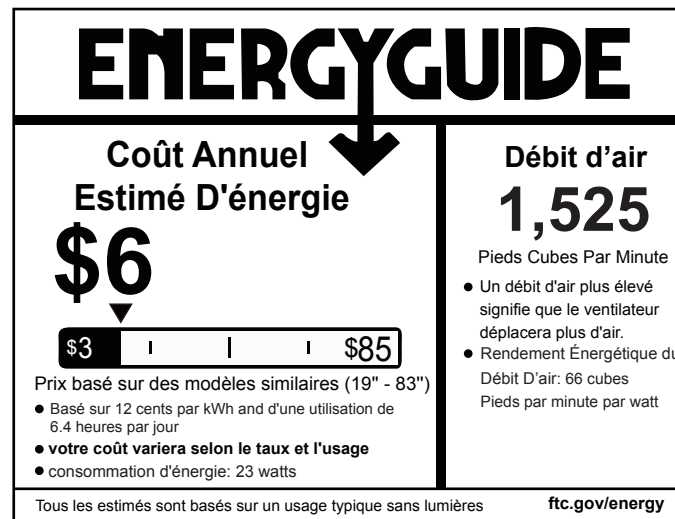 ENERGYGUIDE
Coût Annuel
Estimé D'énergie
$6
$3
$85
Prix basé sur des modèles similaires (19" - 83")
● Basé sur 12 cents par kWh and d'une utilisation de
6.4 heures par jour
● votre coût variera selon le taux et l'usage
● consommation d'énergie: 23 watts
Débit d’air
1,525
Pieds Cubes Par Minute
● Un débit d'air plus élevé
signifie que le ventilateur
déplacera plus d'air.
● Rendement Énergétique du
Débit D’air: 66 cubes
Pieds par minute par watt
Tous les estimés sont basés sur un usage typique sans lumières
ftc.gov/energy